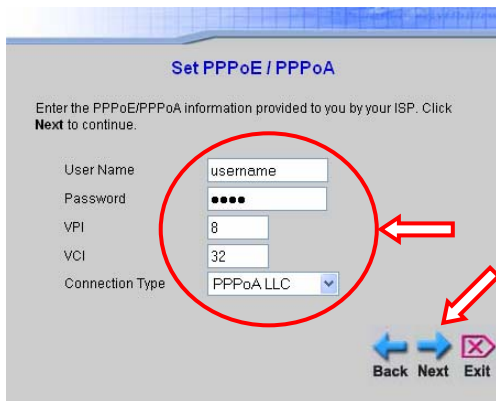 Set PPPoE / PPPoA
Enter the PPPoE/PPPoA information provided to you by your ISP. Click
Next to continue.
User Name username
Password ●●●●
VPI 8
VCI 32
Connection Type PPPoA LLC
Back Next Exit